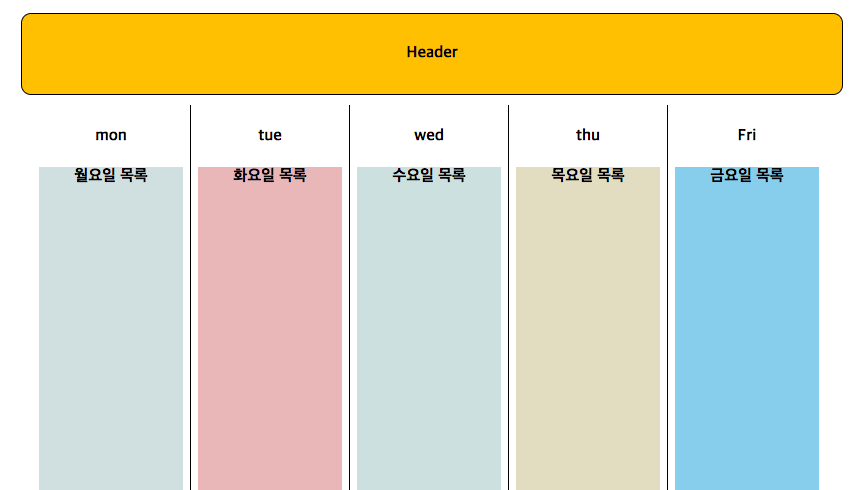 Header
mon
tue
wed
thu
Fri
월요일 목록
화요일 목록
수요일 목록
목요일 목록
금요일 목록